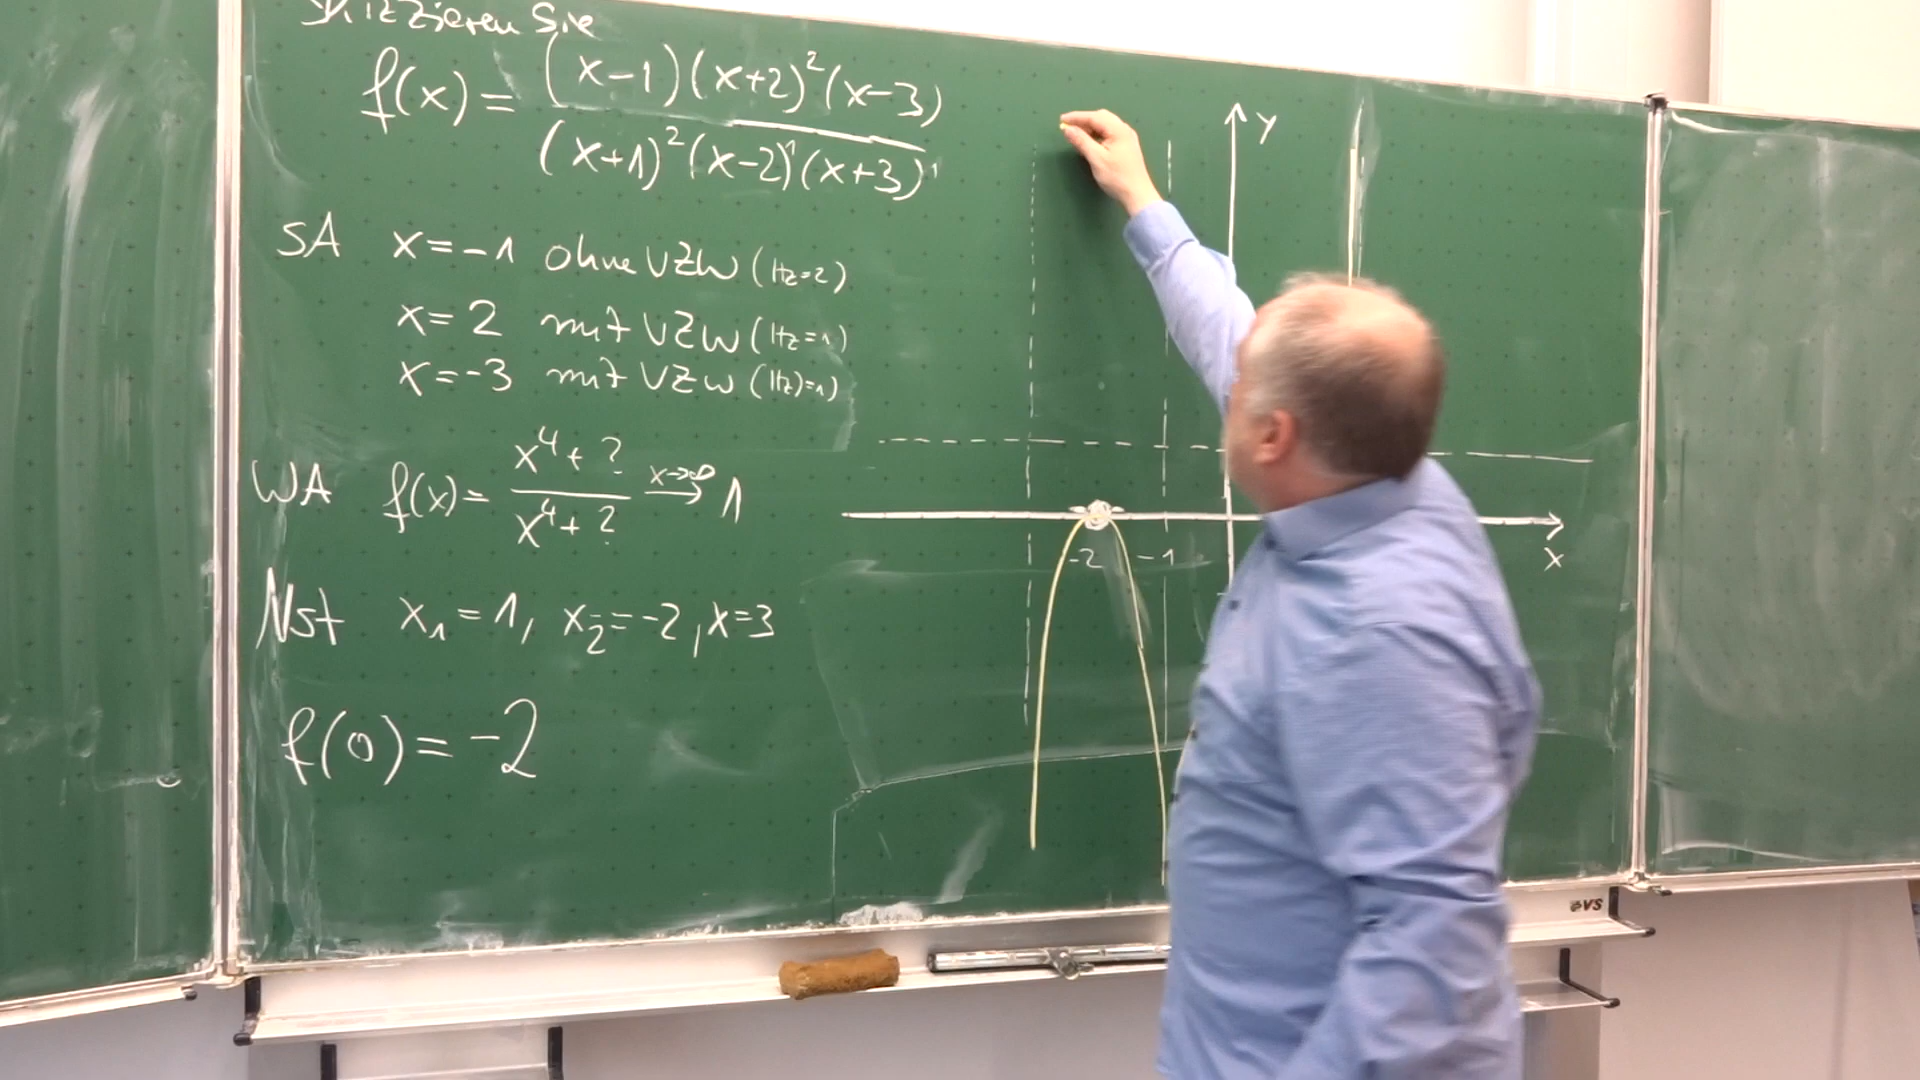 Skizzieren Sie
f(x) = (x-1)(x+2)²(x-3)
(x+1)²(x-2)¹(x+3)¹
SA x=-1 ohne VZW (Hz=2)
x=2 mit VZW (Hz=1)
x=-3 mit VZW (Hz)=1)
WA f(x)= x⁴+? / x⁴+? x→∞ → 1
Nst x₁=1, x₂=-2, x=3
f(0)=-2
y
x
-2 -1
VS